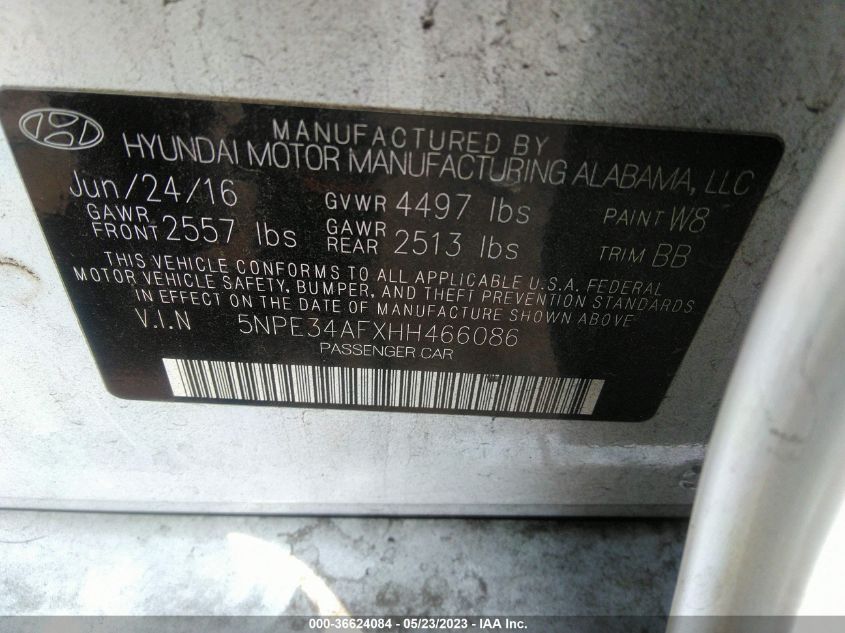 MANUFACTURED BY
HYUNDAI MOTOR MANUFACTURING ALABAMA, LLC
Jun/24/16 GVWR 4497 lbs PAINT W8
GAWR FRONT 2557 lbs GAWR REAR 2513 lbs TRIM BB
THIS VEHICLE CONFORMS TO ALL APPLICABLE U.S.A. FEDERAL
MOTOR VEHICLE SAFETY, BUMPER, AND THEFT PREVENTION STANDARDS
IN EFFECT ON THE DATE OF MANUFACTURE SHOWN ABOVE
V.I.N 5NPE34AFXHH466086
PASSENGER CAR
000-36624084 - 05/23/2023 - © IAA Inc.